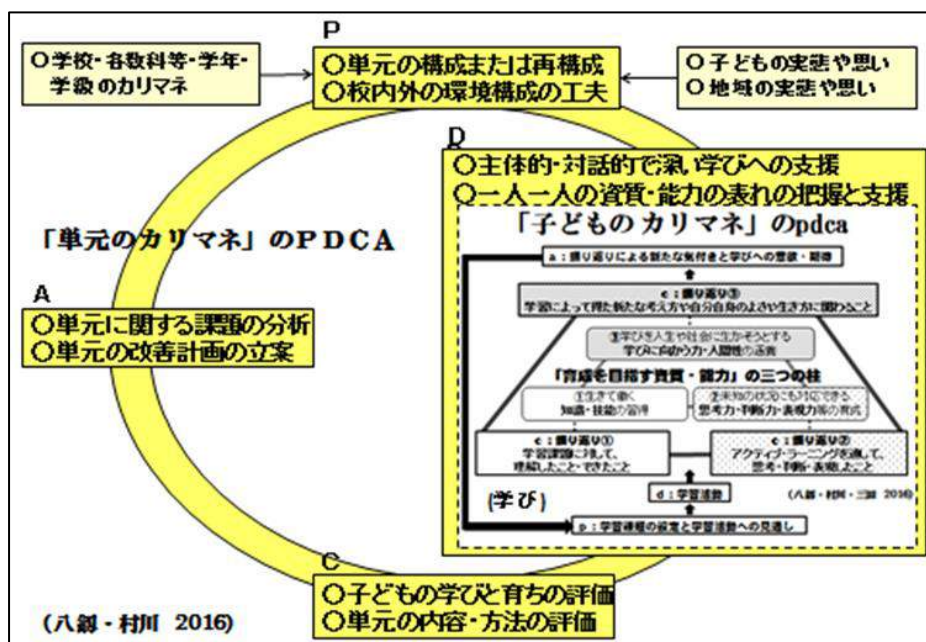 P
○学校・各教科等・学年・
学級のカリマネ
○単元の構成または再構成
○校内外の環境構成の工夫
○子どもの実態や思い
○地域の実態や思い
D
○主体的・対話的で深い学びへの支援
○一人一人の資質・能力の表れの把握と支援
「子どものカリマネ」のpdca
a：振り返りによる新たな気付きと学びへの意欲・期待
c：振り返り③
学習によって得た新たな考え方や自分自身のよさや生き方に関わること
③学びを人生や社会に生かそうとする
学びに向かう力・人間性の涵養
「育成を目指す資質・能力」の三つの柱
①生きて働く
知識・技能の習得
②未知の状況にも対応できる
思考力・判断力・表現力等の育成
c：振り返り①
学習課題に対して、
理解したこと・できたこと
c：振り返り②
アクティブ・ラーニングを通して、
思考・判断・表現したこと
(学び)
d：学習活動
(八釼・村川・三田 2016)
p：学習課題の設定と学習活動への見通し
「単元のカリマネ」のPDCA
A
○単元に関する課題の分析
○単元の改善計画の立案
C
○子どもの学びと育ちの評価
○単元の内容・方法の評価
(八釼・村川 2016)